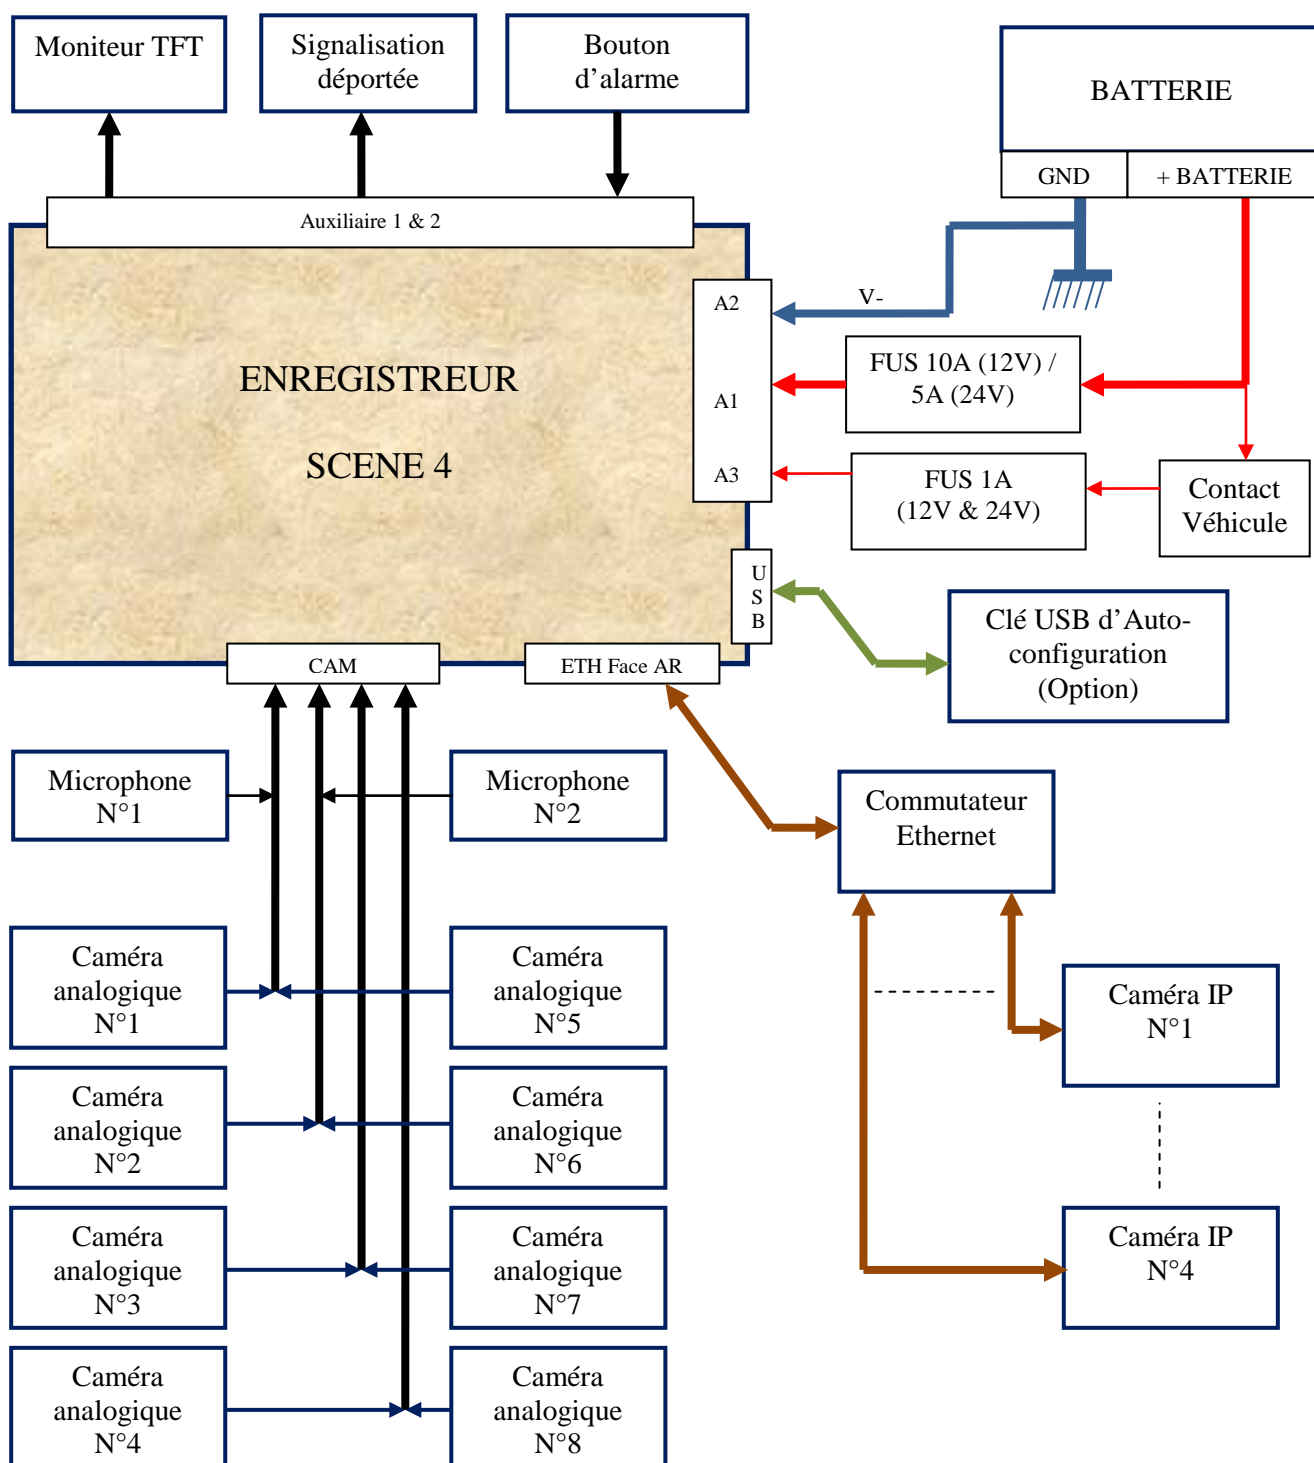 Moniteur TFT
Signalisation
déportée
Bouton
d’alarme
BATTERIE
GND
+ BATTERIE
Auxiliaire 1 & 2
A2
V-
ENREGISTREUR
SCENE 4
A1
FUS 10A (12V) /
5A (24V)
A3
FUS 1A
(12V & 24V)
Contact
Véhicule
U
S
B
Clé USB d’Auto-
configuration
(Option)
CAM
ETH Face AR
Microphone
N°1
Microphone
N°2
Commutateur
Ethernet
Caméra
analogique
N°1
Caméra
analogique
N°5
Caméra IP
N°1
Caméra
analogique
N°2
Caméra
analogique
N°6
Caméra
analogique
N°3
Caméra
analogique
N°7
Caméra IP
N°4
Caméra
analogique
N°4
Caméra
analogique
N°8